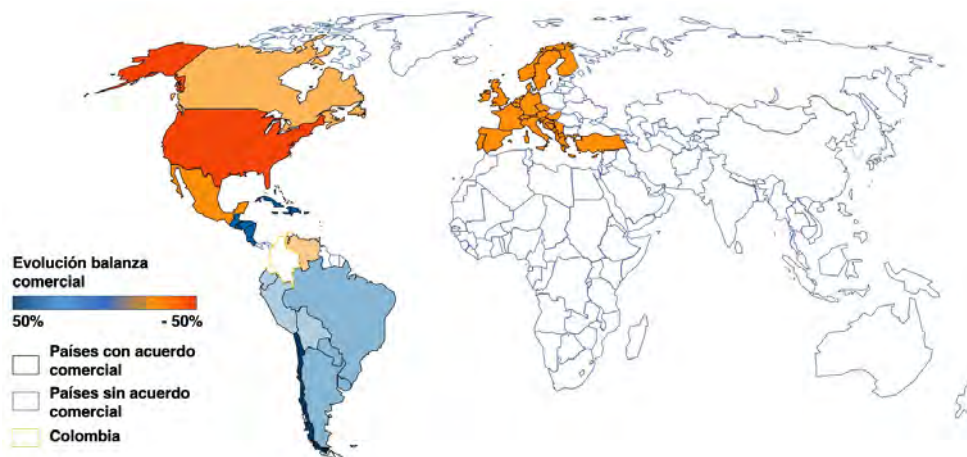 Evolución balanza
comercial
50%
- 50%
Países con acuerdo
comercial
Países sin acuerdo
comercial
Colombia